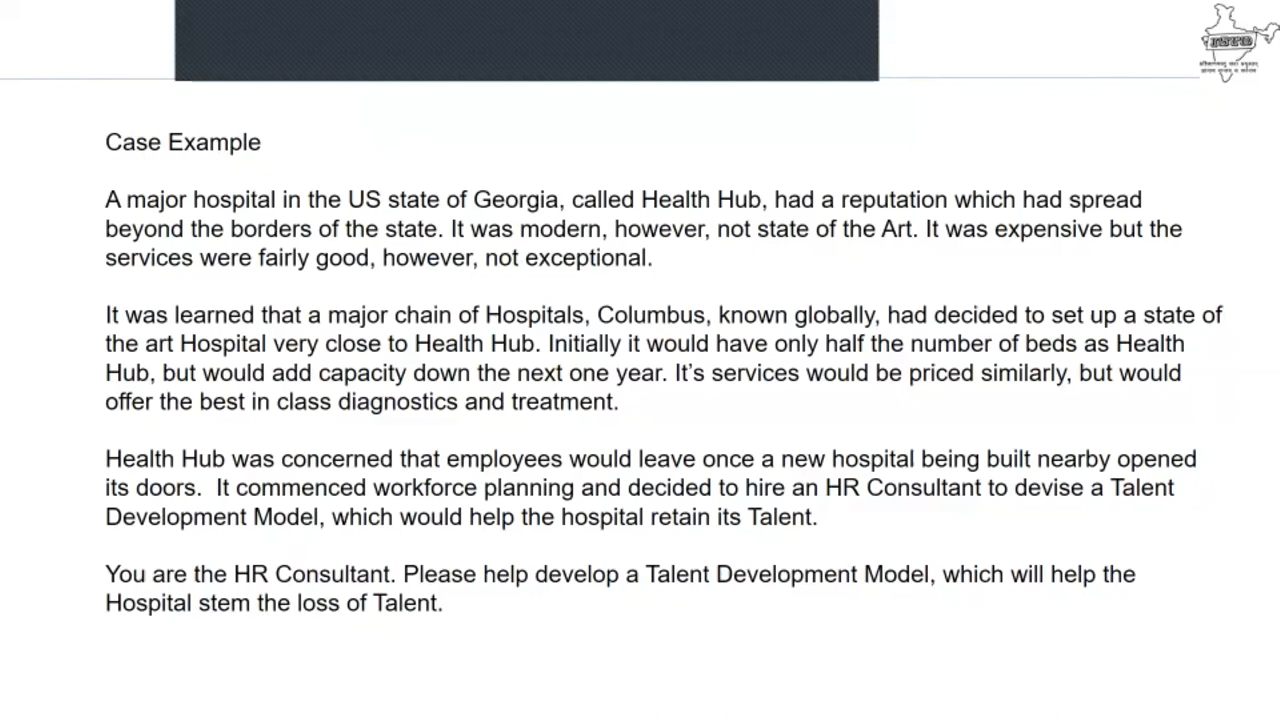 ISTD
Case Example
A major hospital in the US state of Georgia, called Health Hub, had a reputation which had spread
beyond the borders of the state. It was modern, however, not state of the Art. It was expensive but the
services were fairly good, however, not exceptional.
It was learned that a major chain of Hospitals, Columbus, known globally, had decided to set up a state of
the art Hospital very close to Health Hub. Initially it would have only half the number of beds as Health
Hub, but would add capacity down the next one year. It’s services would be priced similarly, but would
offer the best in class diagnostics and treatment.
Health Hub was concerned that employees would leave once a new hospital being built nearby opened
its doors.  It commenced workforce planning and decided to hire an HR Consultant to devise a Talent
Development Model, which would help the hospital retain its Talent.
You are the HR Consultant. Please help develop a Talent Development Model, which will help the
Hospital stem the loss of Talent.